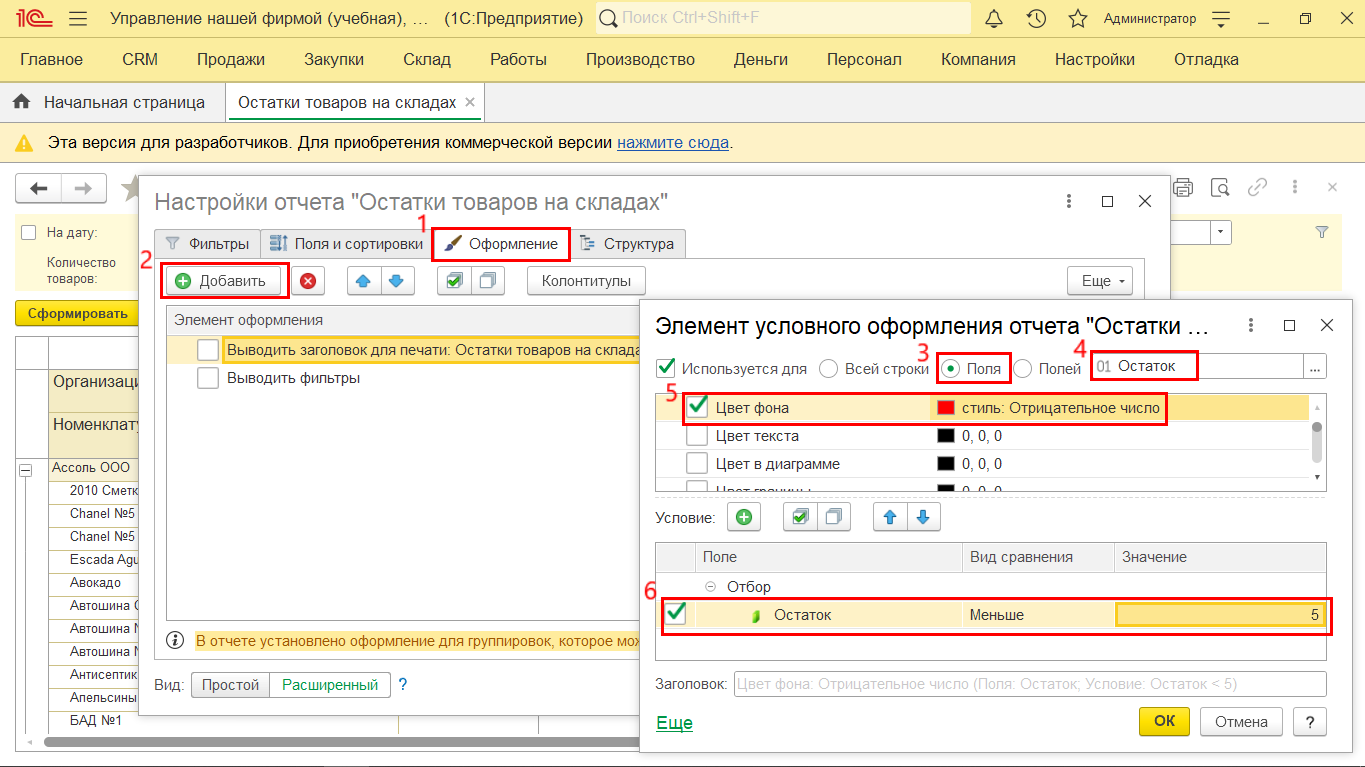 1С Управление нашей фирмой (учебная), ... (1С:Предприятие) Поиск Ctrl+Shift+F Администратор
Главное CRM Продажи Закупки Склад Работы Производство Деньги Персонал Компания Настройки Отладка
Начальная страница Остатки товаров на складах ×
Эта версия для разработчиков. Для приобретения коммерческой версии нажмите сюда.
Настройки отчета "Остатки товаров на складах"
1
На дату:
Фильтры Поля и сортировки Оформление Структура
2
Количество
товаров:
Добавить Колонтитулы Еще
Сформировать
Элемент оформления
Выводить заголовок для печати: Остатки товаров на склада
Выводить фильтры
В отчете установлено оформление для группировок, которое мож
Вид: Простой Расширенный ?
Организаци
Номенклату
Ассоль ООО
2010 Сметк
Chanel №5
Chanel №5
Escada Agu
Авокадо
Автошина
Автошина
Автошина
Антисептик
Апельсины
БАД №1
Элемент условного оформления отчета "Остатки ...
3 4
Используется для Всей строки Поля Полей 01 Остаток ...
5
Цвет фона стиль: Отрицательное число
Цвет текста 0, 0, 0
Цвет в диаграмме 0, 0, 0
Цвет границы 0, 0, 0
Условие:
Поле Вид сравнения Значение
Отбор
6
Остаток Меньше 5
Заголовок: Цвет фона: Отрицательное число (Поля: Остаток; Условие: Остаток < 5)
Еще ОК Отмена ?